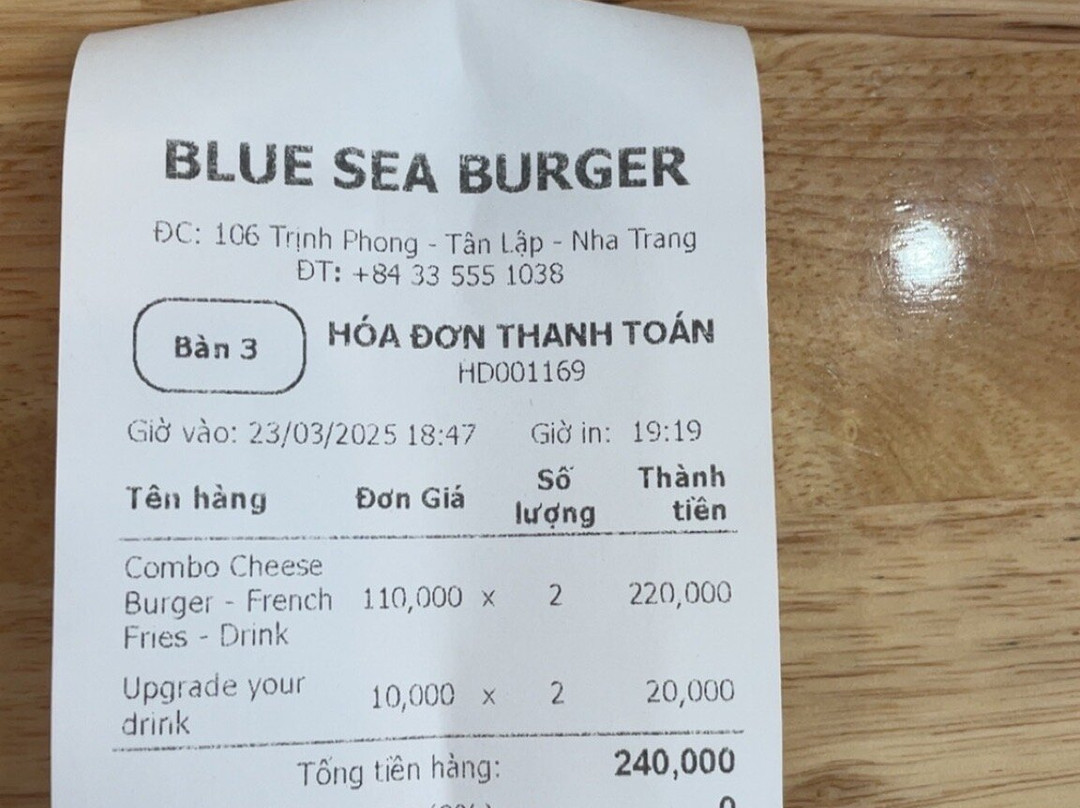 BLUE SEA BURGER
ĐC: 106 Trịnh Phong - Tân Lập - Nha Trang
ĐT: +84 33 555 1038
Bàn 3
HÓA ĐƠN THANH TOÁN
HD001169
Giờ vào: 23/03/2025 18:47 Giờ in: 19:19
Tên hàng Đơn Giá Số lượng Thành tiền
Combo Cheese
Burger - French 110,000 x 2 220,000
Fries - Drink
Upgrade your
drink 10,000 x 2 20,000
Tổng tiền hàng: 240,000